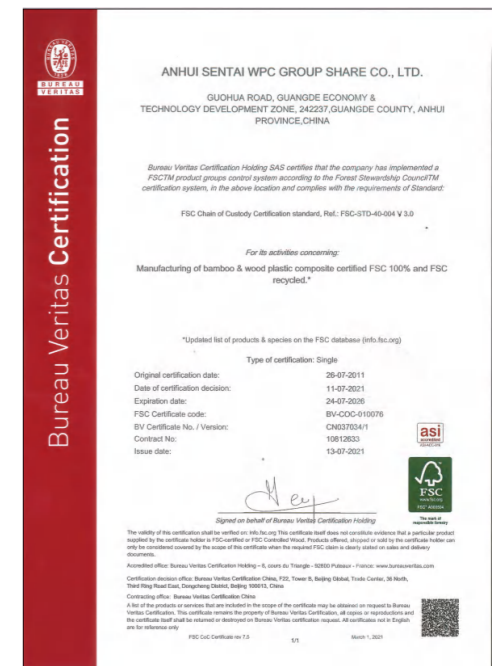 BUREAU
VERITAS
Bureau Veritas Certification
ANHUI SENTAI WPC GROUP SHARE CO., LTD.
GUOHUA ROAD, GUANGDE ECONOMY &
TECHNOLOGY DEVELOPMENT ZONE, 242237,GUANGDE COUNTY, ANHUI
PROVINCE,CHINA
Bureau Veritas Certification Holding SAS certifies that the company has implemented a
FSCTM product groups control system according to the Forest Stewardship CouncilTM
certification system, in the above location and complies with the requirements of Standard:
FSC Chain of Custody Certification standard, Ref.: FSC-STD-40-004 V 3.0
For its activities concerning:
Manufacturing of bamboo & wood plastic composite certified FSC 100% and FSC
recycled.*
*Updated list of products & species on the FSC database (info.fsc.org)
Type of certification: Single
Original certification date: 26-07-2011
Date of certification decision: 11-07-2021
Expiration date: 24-07-2026
FSC Certificate code: BV-COC-010076
BV Certificate No. / Version: CN037034/1
Contract No: 10812633
Issue date: 13-07-2021
asi
FSC
www.fsc.org
The mark of
responsible forestry
Signed on behalf of Bureau Veritas Certification Holding
The validity of this certification shall be verified on: info.fsc.org This certificate itself does not constitute evidence that a particular product
supplied by the certificate holder is FSC-certified or FSC Controlled Wood. Products offered, shipped or sold by the certificate holder can
only be considered covered by the scope of this certificate when the required FSC claim is clearly stated on sales and delivery
documents.
Accredited office: Bureau Veritas Certification Holding – 8, cours du Triangle - 92800 Puteaux - France: www.bureauveritas.com
Certification decision office: Bureau Veritas Certification China, F22, Tower B, Beijing Global, Trade Center, 36 North,
Third Ring Road East, Dongcheng District, Beijing 100013, China
Contracting office: Bureau Veritas Certification China
A list of the products or services that are included in the scope of the certificate may be obtained on request to Bureau
Veritas Certification. This certificate remains the property of Bureau Veritas Certification, all copies or reproductions and
the certificate itself shall be returned or destroyed on Bureau Veritas certification request. All certificates not in English
are for reference only
FSC CoC Certificate rev 7.5 1/1 March 1, 2021